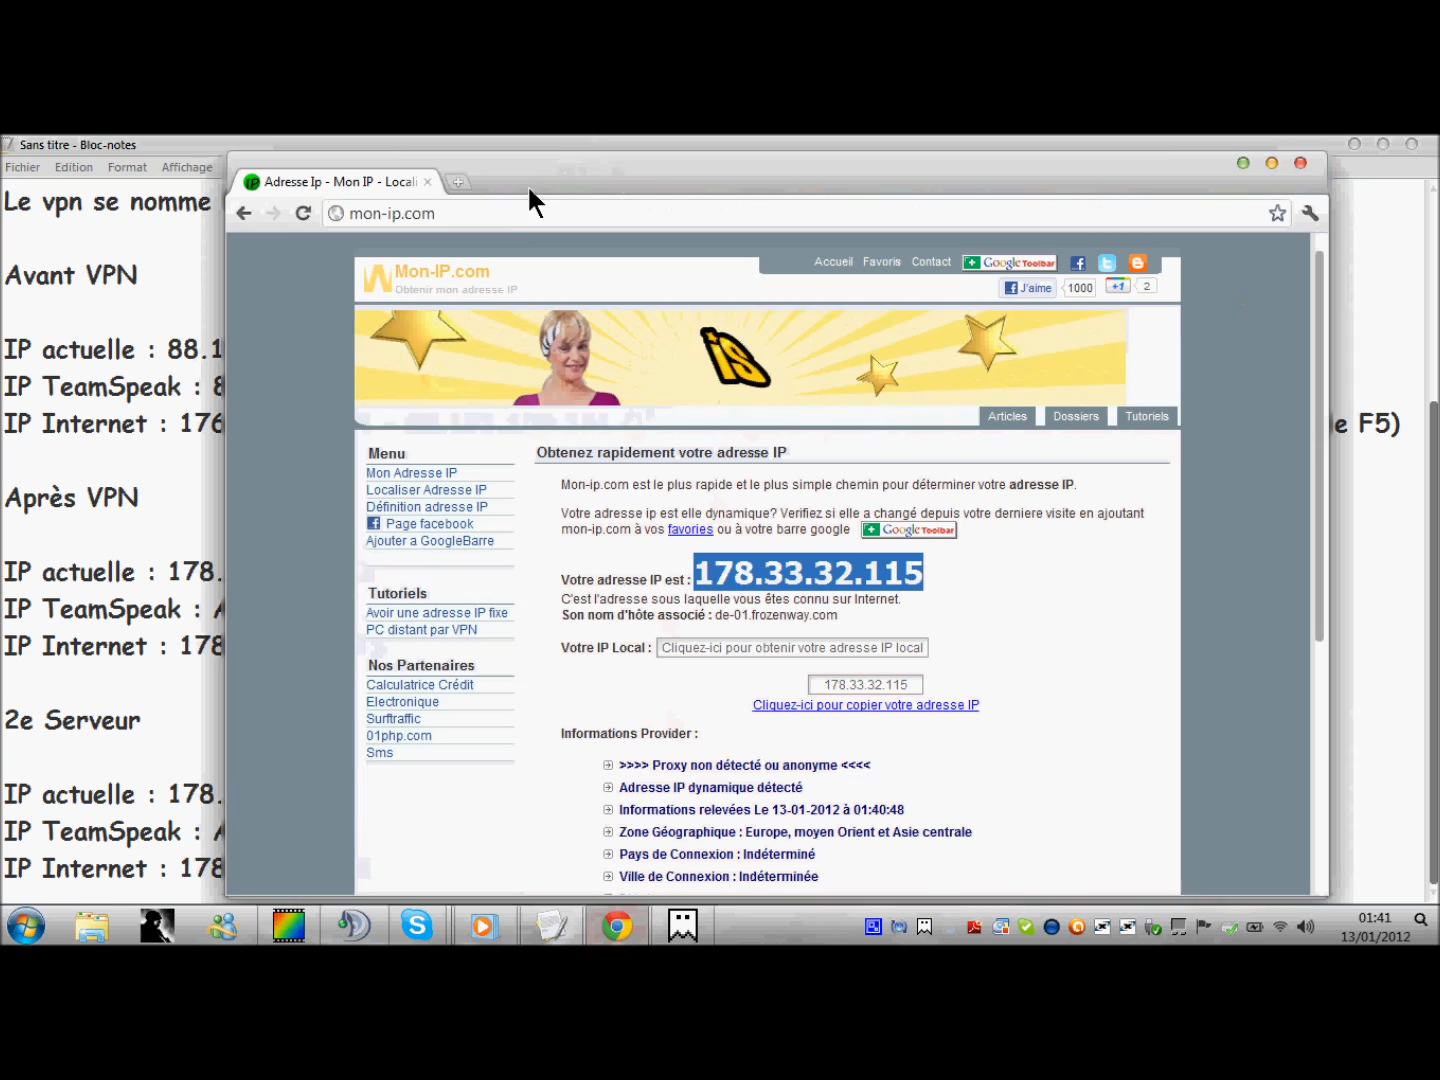 Sans titre - Bloc-notes
Fichier Edition Format Affichage
Le vpn se nomme
Avant VPN
IP actuelle : 88.1
IP TeamSpeak : 8
IP Internet : 176
e F5)
Après VPN
IP actuelle : 178.
IP TeamSpeak : A
IP Internet : 178
2e Serveur
IP actuelle : 178.
IP TeamSpeak : A
IP Internet : 178
Adresse Ip - Mon IP - Locali
mon-ip.com
Mon-IP.com
Obtenir mon adresse IP
Accueil Favoris Contact Google Toolbar
J'aime 1000 +1 2
is
Articles Dossiers Tutoriels
Menu
Mon Adresse IP
Localiser Adresse IP
Définition adresse IP
Page facebook
Ajouter a GoogleBarre
Tutoriels
Avoir une adresse IP fixe
PC distant par VPN
Nos Partenaires
Calculatrice Crédit
Electronique
Surftraffic
01php.com
Sms
Obtenez rapidement votre adresse IP
Mon-ip.com est le plus rapide et le plus simple chemin pour déterminer votre adresse IP.
Votre adresse ip est elle dynamique? Verifiez si elle a changé depuis votre derniere visite en ajoutant
mon-ip.com à vos favories ou à votre barre google Google Toolbar
Votre adresse IP est : 178.33.32.115
C'est l'adresse sous laquelle vous êtes connu sur Internet.
Son nom d'hôte associé : de-01.frozenway.com
Votre IP Local : Cliquez-ici pour obtenir votre adresse IP local
178.33.32.115
Cliquez-ici pour copier votre adresse IP
Informations Provider :
>>>> Proxy non détecté ou anonyme <<<<
Adresse IP dynamique détecté
Informations relevées Le 13-01-2012 à 01:40:48
Zone Géographique : Europe, moyen Orient et Asie centrale
Pays de Connexion : Indéterminé
Ville de Connexion : Indéterminée
01:41
13/01/2012